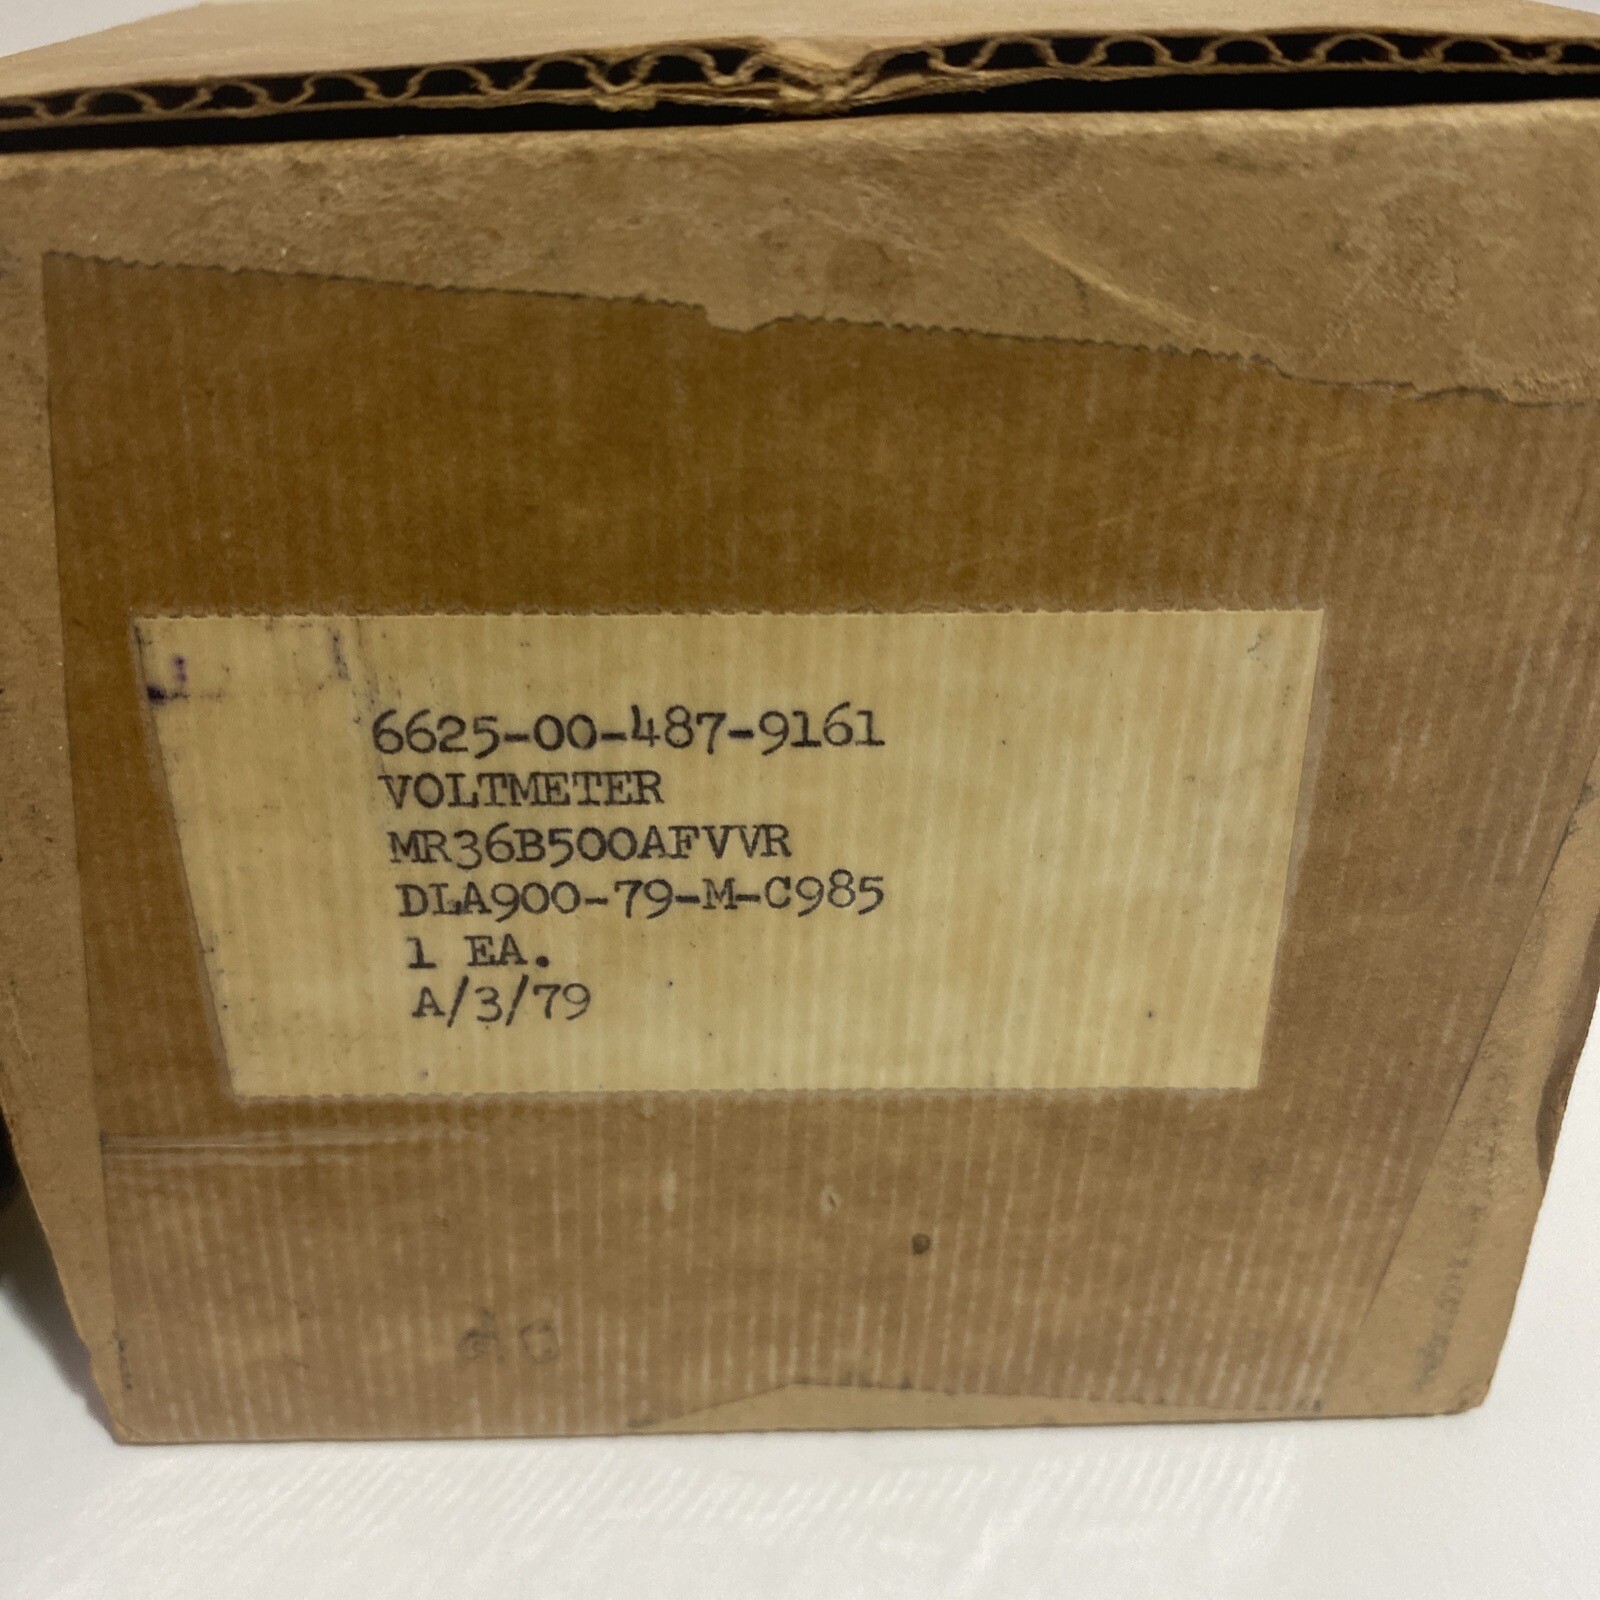 6625-00-487-9161
VOLTMETER
MR36B500AFVVR
DLA900-79-M-C985
1 EA.
A/3/79